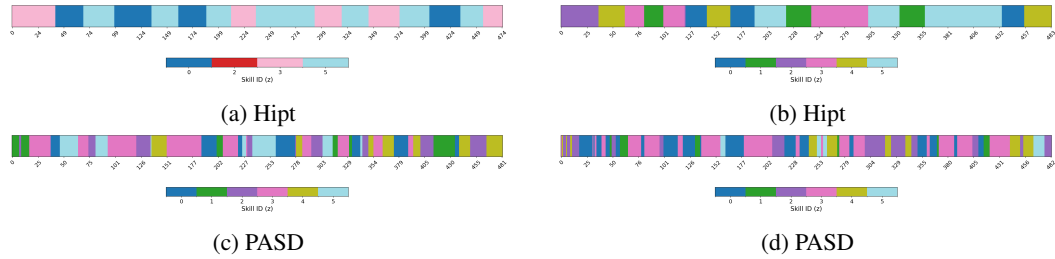 0 24 49 74 99 124 149 174 199 224 249 274 299 324 349 374 399 424 449 474
0 2 3 5
Skill ID (z)
(a) Hipt
0 25 50 76 101 126 152 177 203 228 254 279 305 330 355 381 406 432 457 483
0 1 2 3 4 5
Skill ID (z)
(b) Hipt
0 25 50 75 101 126 151 177 202 227 253 278 303 329 354 379 405 430 455 481
0 1 2 3 4 5
Skill ID (z)
(c) PASD
0 25 50 76 101 126 152 177 202 228 253 279 304 329 355 380 405 431 456 482
0 1 2 3 4 5
Skill ID (z)
(d) PASD